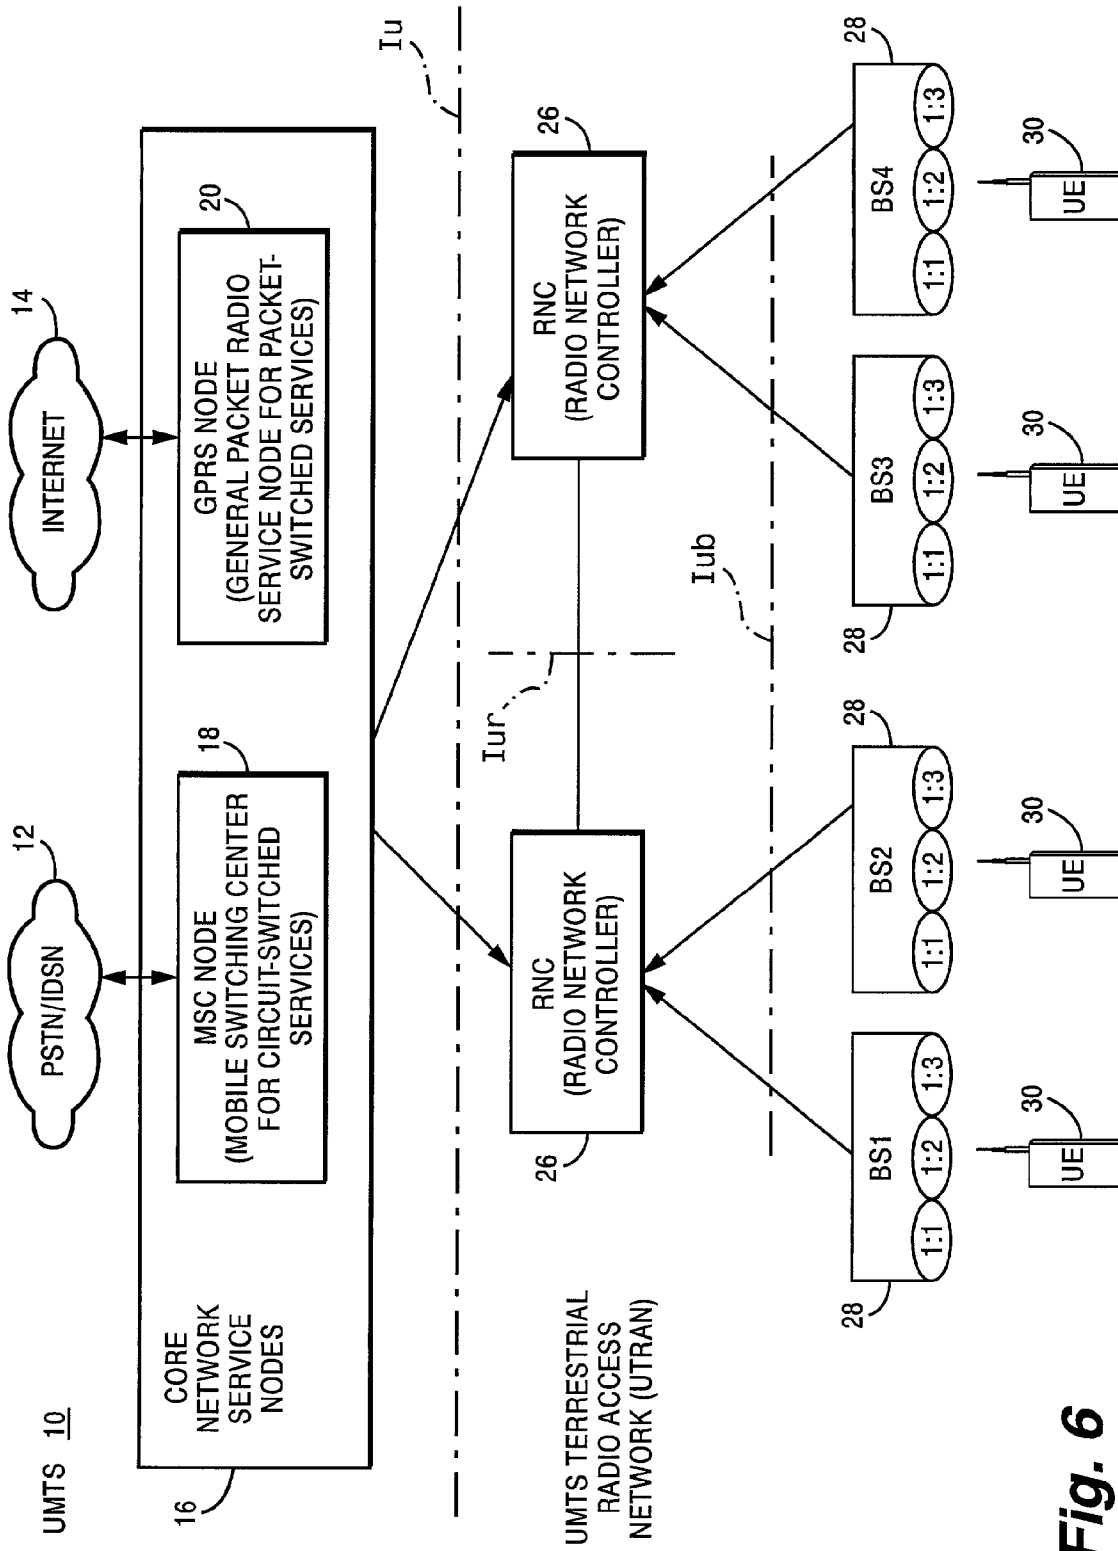 UMTS 10
12
PSTN/IDSN
14
INTERNET
16
CORE
NETWORK
SERVICE
NODES
18
MSC NODE
(MOBILE SWITCHING CENTER
FOR CIRCUIT-SWITCHED
SERVICES)
20
GPRS NODE
(GENERAL PACKET RADIO
SERVICE NODE FOR PACKET-
SWITCHED SERVICES)
Iu
UMTS TERRESTRIAL
RADIO ACCESS
NETWORK (UTRAN)
26
RNC
(RADIO NETWORK
CONTROLLER)
Iur
26
RNC
(RADIO NETWORK
CONTROLLER)
Iub
28
BS1
1:1 1:2 1:3
28
BS2
1:1 1:2 1:3
28
BS3
1:1 1:2 1:3
28
BS4
1:1 1:2 1:3
30
UE
30
UE
30
UE
30
UE
Fig. 6